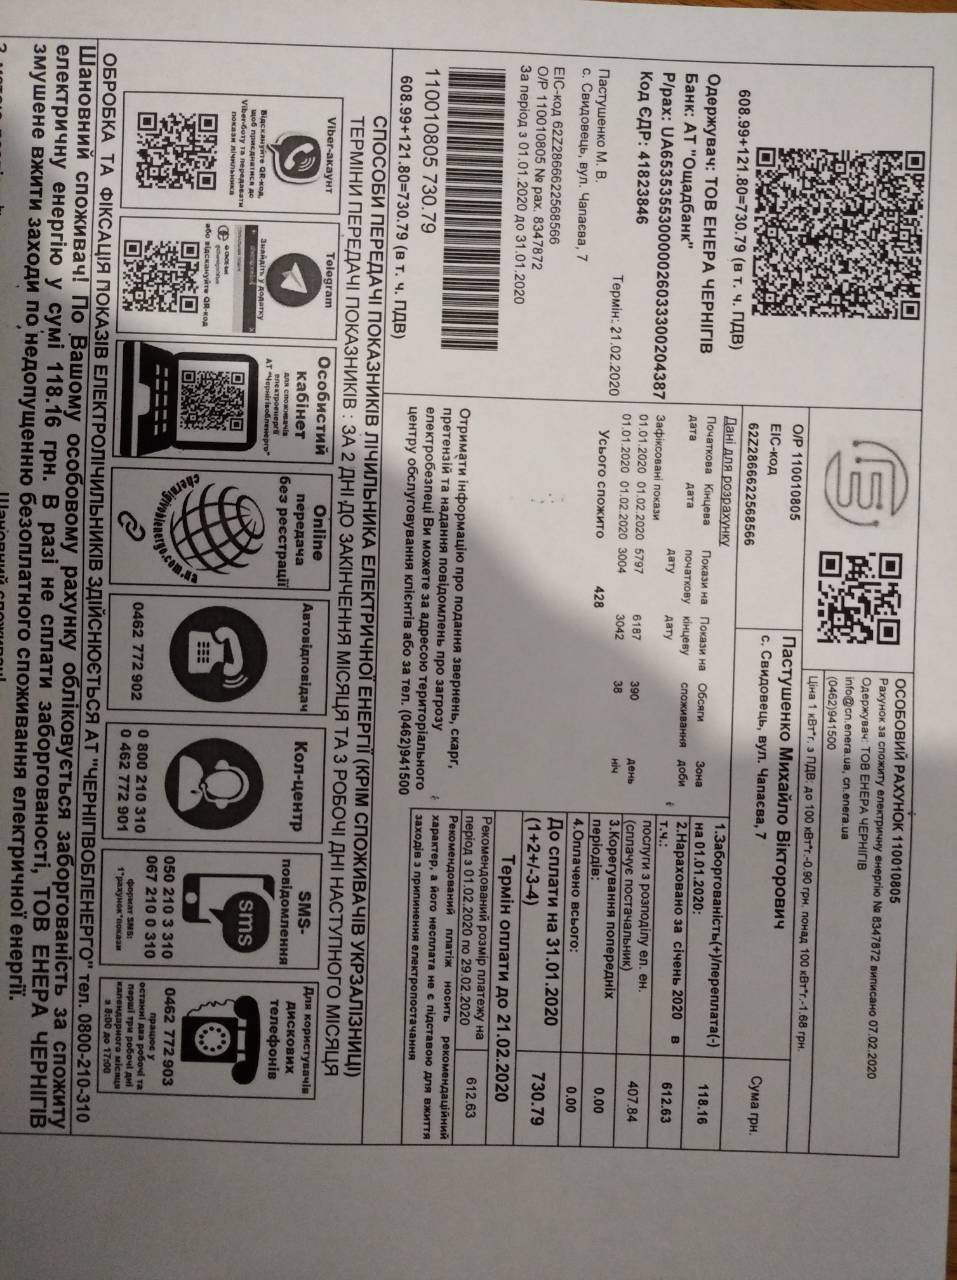 608.99+121.80=730.79 (в т. ч. ПДВ)
Одержувач: ТОВ ЕНЕРА ЧЕРНІГІВ
Банк: АТ "Ощадбанк"
Р/рах: UA653535530000026033300204387
Код ЄДР: 41823846
Термін: 21.02.2020
Пастушенко М. В.
с. Свидовець, вул. Чапаєва, 7
ЕІС-код 62Z2866622568566
О/Р 110010805 № рах. 8347872
За період з 01.01.2020 до 31.01.2020
110010805 730.79
608.99+121.80=730.79 (в т. ч. ПДВ)
ОСОБОВИЙ РАХУНОК 110010805
Рахунок за спожиту електричну енергію № 8347872 виписано 07.02.2020
Одержувач: ТОВ ЕНЕРА ЧЕРНІГІВ
info@cn.enera.ua, cn.enera.ua
(0462)941500
Ціна 1 кВт*г. з ПДВ: до 100 кВт*г.-0.90 грн. понад 100 кВт*г.-1.68 грн.
О/Р 110010805
ЕІС-код
62Z2866622568566
Пастушенко Михайло Вікторович
с. Свидовець, вул. Чапаєва, 7
Сума грн.
Дані для розрахунку
Початкова дата Кінцева дата Покази на початкову дату Покази на кінцеву дату Обсяги споживання Зона доби
Зафіксовані покази
01.01.2020 01.02.2020 5797 6187 390 день
01.01.2020 01.02.2020 3004 3042 38 ніч
Усього спожито 428
1.Заборгованість(+)/переплата(-)
на 01.01.2020: 118.16
2.Нараховано за січень 2020 в
т.ч.: 612.63
послуги з розподілу ел. ен.
(сплачує постачальник) 407.84
3.Корегування попередніх
періодів: 0.00
4.Оплачено всього: 0.00
До сплати на 31.01.2020
(1+2+/-3-4) 730.79
Термін оплати до 21.02.2020
Рекомендований розмір платежу на
період з 01.02.2020 по 29.02.2020 612.63
Рекомендований платіж носить рекомендаційний
характер, а його несплата не є підставою для вжиття
заходів з припинення електропостачання
Отримати інформацію про подання звернень, скарг,
претензій та надання повідомлень про загрозу
електробезпеці Ви можете за адресою територіального
центру обслуговування клієнтів або за тел. (0462)941500
СПОСОБИ ПЕРЕДАЧІ ПОКАЗНИКІВ ЛІЧИЛЬНИКА ЕЛЕКТРИЧНОЇ ЕНЕРГІЇ (КРІМ СПОЖИВАЧІВ УКРЗАЛІЗНИЦІ)
ТЕРМІНИ ПЕРЕДАЧІ ПОКАЗНИКІВ : ЗА 2 ДНІ ДО ЗАКІНЧЕННЯ МІСЯЦЯ ТА 3 РОБОЧІ ДНІ НАСТУПНОГО МІСЯЦЯ
Viber-акаунт
Відскануйте QR-код,
щоб приєднатися до
Viber-боту та передавати
покази лічильника
Telegram
Знайдіть у додатку
або відскануйте QR-код
Особистий
кабінет
для споживачів
електроенергії
АТ "Чернігівобленерго"
Online
передача
без реєстрації
chernigivoblenergo.com.ua
Автовідповідач
0462 772 902
Кол-центр
0 800 210 310
0 462 772 901
SMS-
повідомлення
sms
050 210 3 310
067 210 0 310
формат SMS:
1*рахунок*покази
Для користувачів
дискових
телефонів
0462 772 903
працює у
останні два робочі та
перші три робочі дні
календарного місяця
з 8:00 до 17:00
ОБРОБКА ТА ФІКСАЦІЯ ПОКАЗІВ ЕЛЕКТРОЛІЧИЛЬНИКІВ ЗДІЙСНЮЄТЬСЯ АТ "ЧЕРНІГІВОБЛЕНЕРГО" тел. 0800-210-310
Шановний споживач! По Вашому особовому рахунку обліковується заборгованість за спожиту
електричну енергію у сумі 118.16 грн. В разі не сплати заборгованості, ТОВ ЕНЕРА ЧЕРНІГІВ
змушене вжити заходи по недопущенню безоплатного споживання електричної енергії.
Шановний споживач!